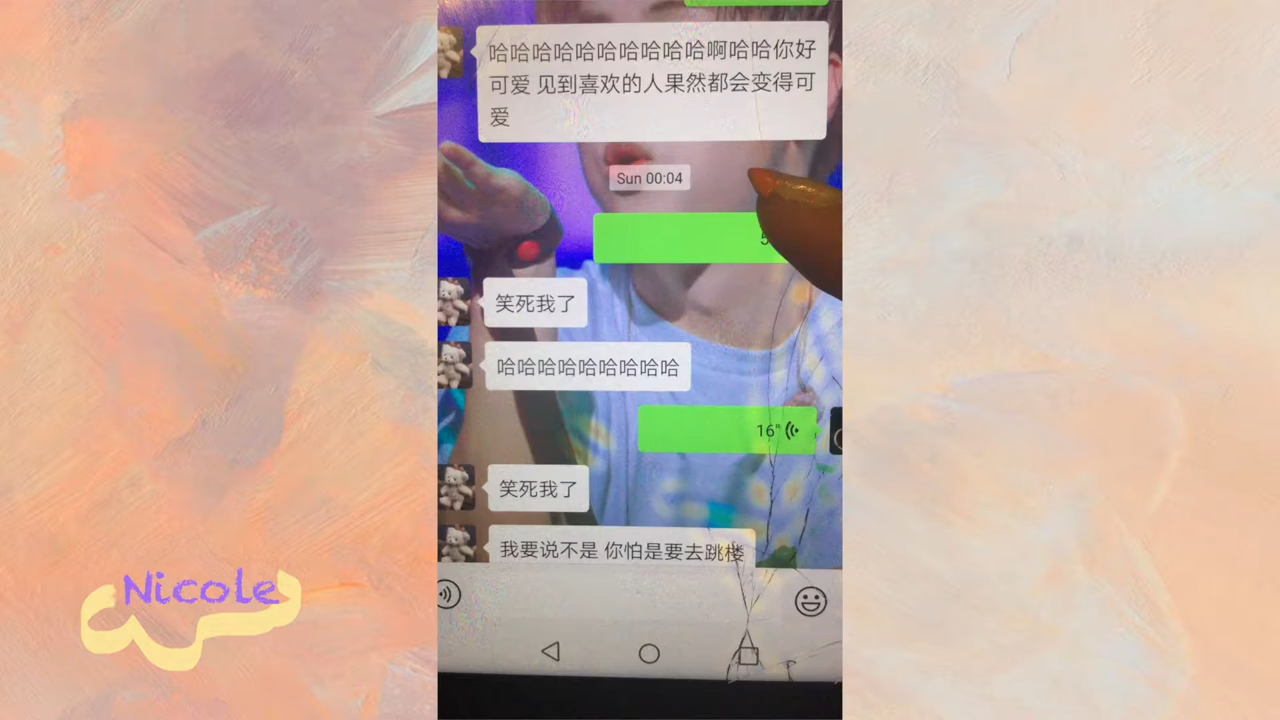 哈哈哈哈哈哈哈哈哈哈啊哈哈你好
可爱 见到喜欢的人果然都会变得可
爱
Sun 00:04
5
笑死我了
哈哈哈哈哈哈哈哈哈
16"
笑死我了
我要说不是 你怕是要去跳楼
Nicole